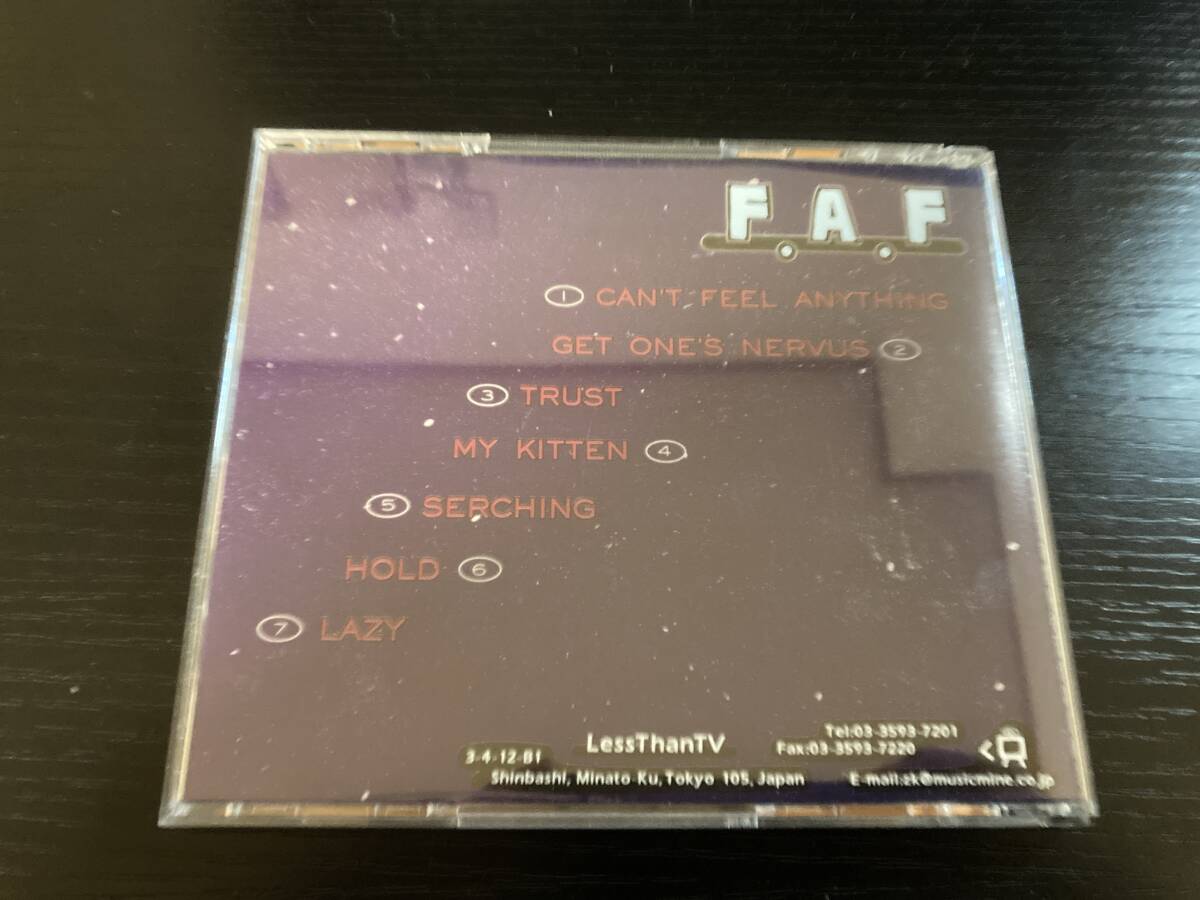 F.A.F
1 CAN'T FEEL ANYTHING
GET ONE'S NERVUS 2
3 TRUST
MY KITTEN 4
5 SERCHING
HOLD 6
7 LAZY
LessThanTV
3-4-12-B1
Shinbashi, Minato Ku, Tokyo 105, Japan
Tel:03-3593-7201
Fax:03-3593-7220
E-mail:zk@musicmine.co.jp